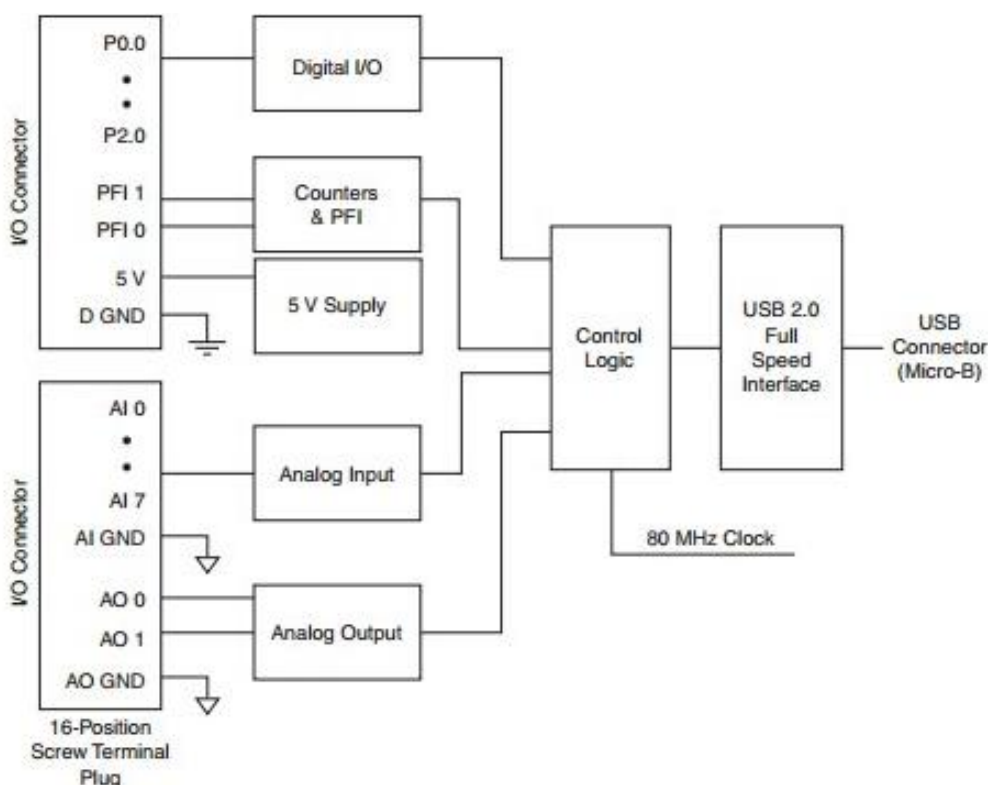 I/O Connector
P0.0
P2.0
PFI 1
PFI 0
5 V
D GND
Digital I/O
Counters
& PFI
5 V Supply
I/O Connector
AI 0
AI 7
AI GND
AO 0
AO 1
AO GND
16-Position
Screw Terminal
Plug
Analog Input
Analog Output
Control
Logic
80 MHz Clock
USB 2.0
Full
Speed
Interface
USB
Connector
(Micro-B)